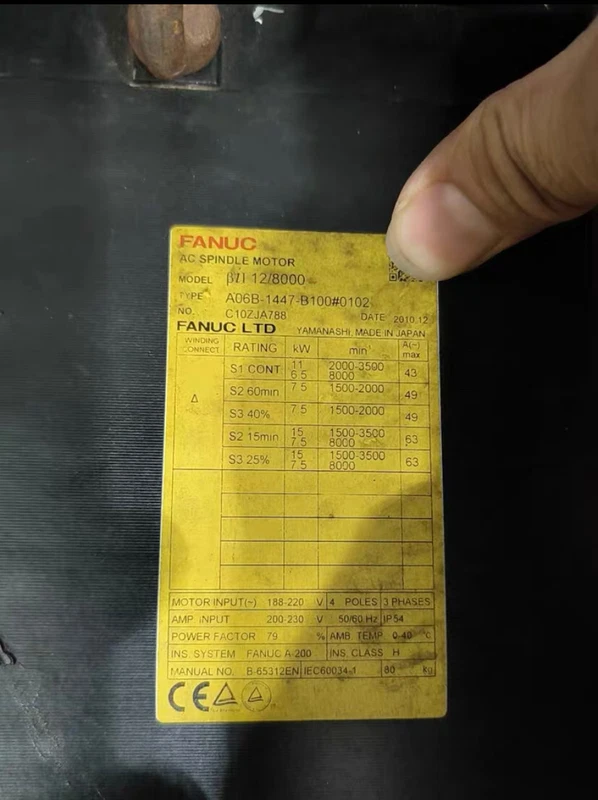 FANUC
AC SPINDLE MOTOR
MODEL βiI 12/8000
TYPE A06B-1447-B100#0102
NO. C10ZJA788 DATE 2010.12
FANUC LTD YAMANASHI, MADE IN JAPAN
WINDING CONNECT RATING kW min A(~) max
Δ
S1 CONT 11 2000-3500 43
6.5 8000
S2 60min 7.5 1500-2000 49
S3 40% 7.5 1500-2000 49
S2 15min 15 1500-3500 63
7.5 8000
S3 25% 15 1500-3500 63
7.5 8000
MOTOR INPUT(~) 188-220 V 4 POLES 3 PHASES
AMP INPUT 200-230 V 50/60 Hz IP54
POWER FACTOR 79 % AMB TEMP 0-40 °C
INS. SYSTEM FANUC A-200 INS. CLASS H
MANUAL NO. B-65312EN IEC60034-1 80 kg
CE